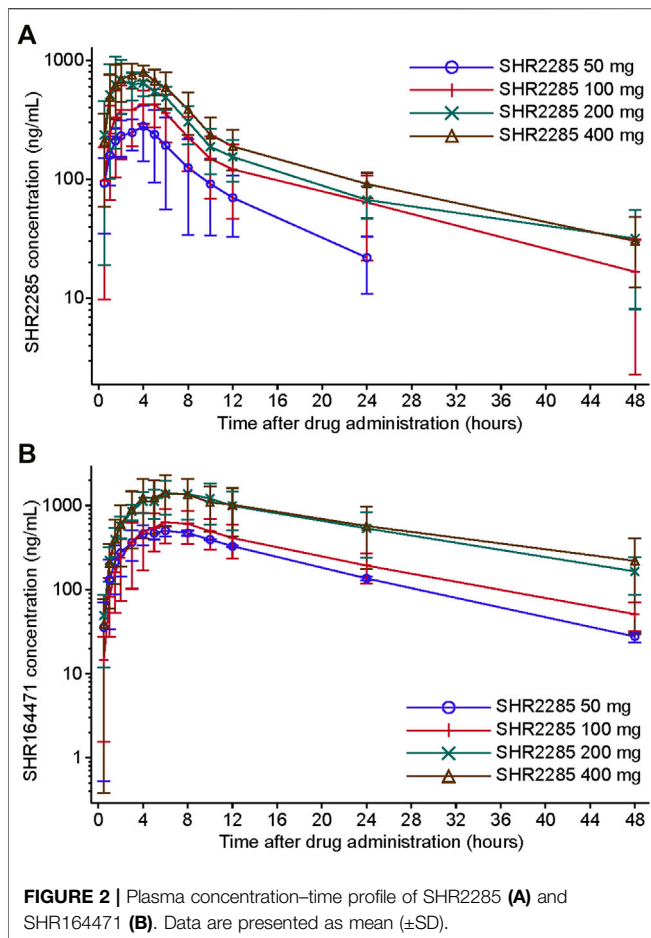 A
1000
100
10
SHR2285 concentration (ng/mL)
SHR2285 50 mg
SHR2285 100 mg
SHR2285 200 mg
SHR2285 400 mg
0 4 8 12 16 20 24 28 32 36 40 44 48
Time after drug administration (hours)
B
1000
100
10
1
SHR164471 concentration (ng/mL)
SHR2285 50 mg
SHR2285 100 mg
SHR2285 200 mg
SHR2285 400 mg
0 4 8 12 16 20 24 28 32 36 40 44 48
Time after drug administration (hours)
FIGURE 2 | Plasma concentration–time profile of SHR2285 (A) and
SHR164471 (B). Data are presented as mean (±SD).